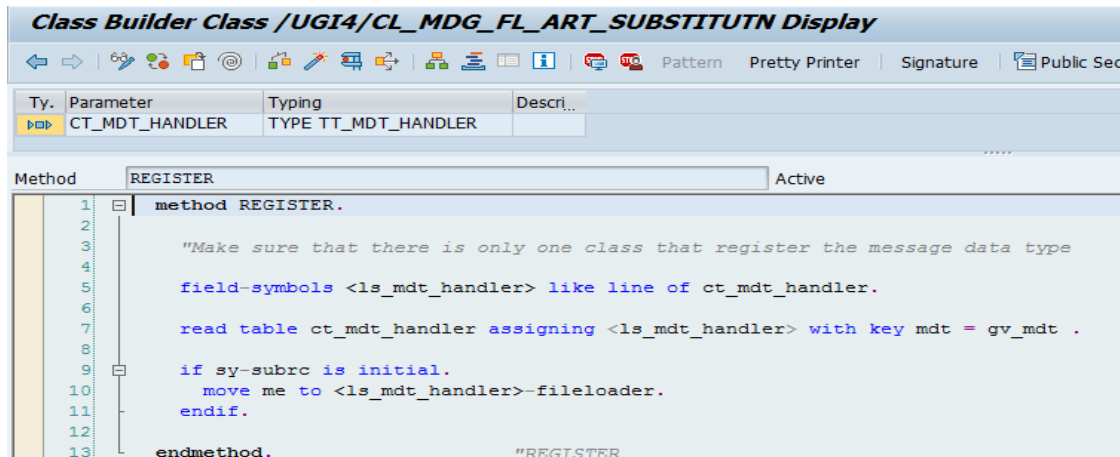 Class Builder Class /UGI4/CL_MDG_FL_ART_SUBSTITUTN Display
Pattern Pretty Printer Signature Public Sec
Ty. Parameter Typing Descri...
CT_MDT_HANDLER TYPE TT_MDT_HANDLER
Method REGISTER Active
1 method REGISTER.
2
3 "Make sure that there is only one class that register the message data type
4
5 field-symbols <ls_mdt_handler> like line of ct_mdt_handler.
6
7 read table ct_mdt_handler assigning <ls_mdt_handler> with key mdt = gv_mdt .
8
9 if sy-subrc is initial.
10 move me to <ls_mdt_handler>-fileloader.
11 endif.
12
13 endmethod. "REGISTER